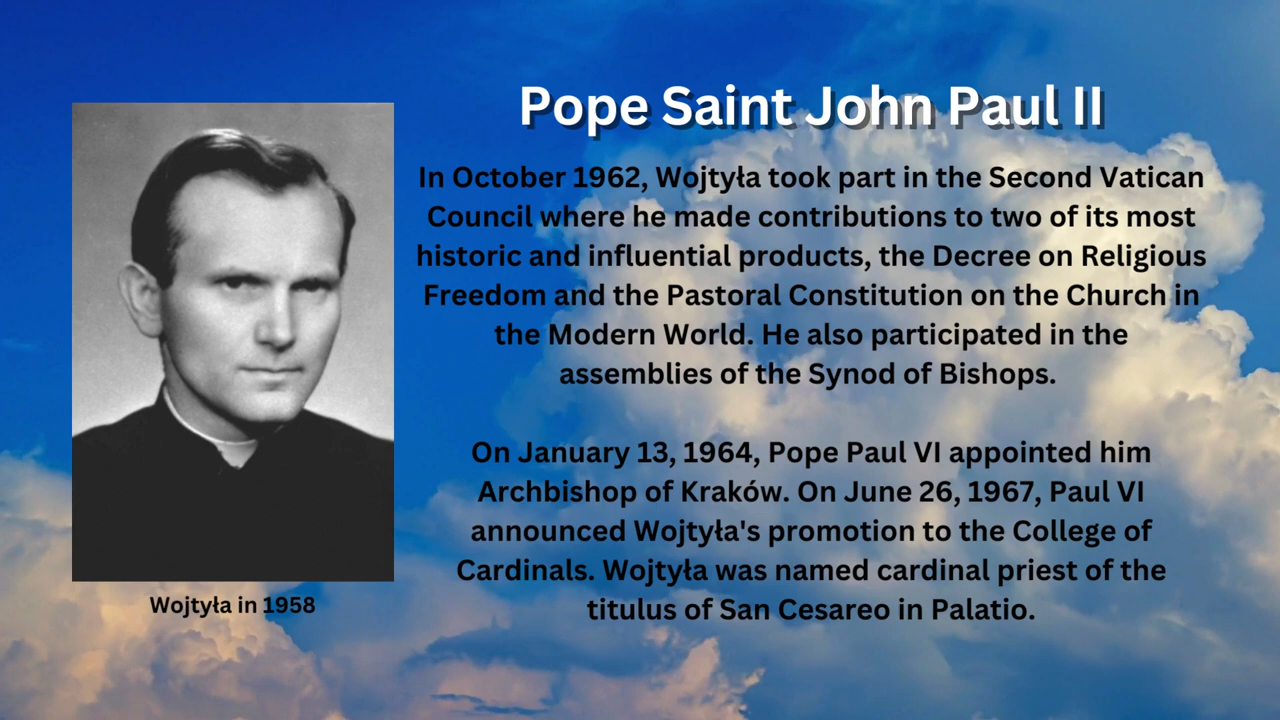 Pope Saint John Paul II
In October 1962, Wojtyła took part in the Second Vatican
Council where he made contributions to two of its most
historic and influential products, the Decree on Religious
Freedom and the Pastoral Constitution on the Church in
the Modern World. He also participated in the
assemblies of the Synod of Bishops.
On January 13, 1964, Pope Paul VI appointed him
Archbishop of Kraków. On June 26, 1967, Paul VI
announced Wojtyła's promotion to the College of
Cardinals. Wojtyła was named cardinal priest of the
titulus of San Cesareo in Palatio.
Wojtyła in 1958